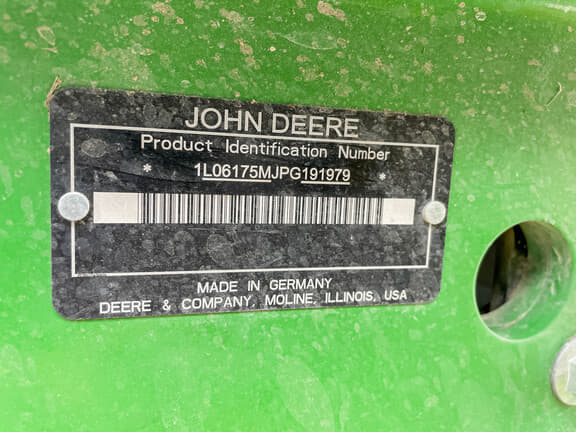 JOHN DEERE
Product Identification Number
* 1L06175MJPG191979 *
MADE IN GERMANY
DEERE & COMPANY, MOLINE, ILLINOIS, USA